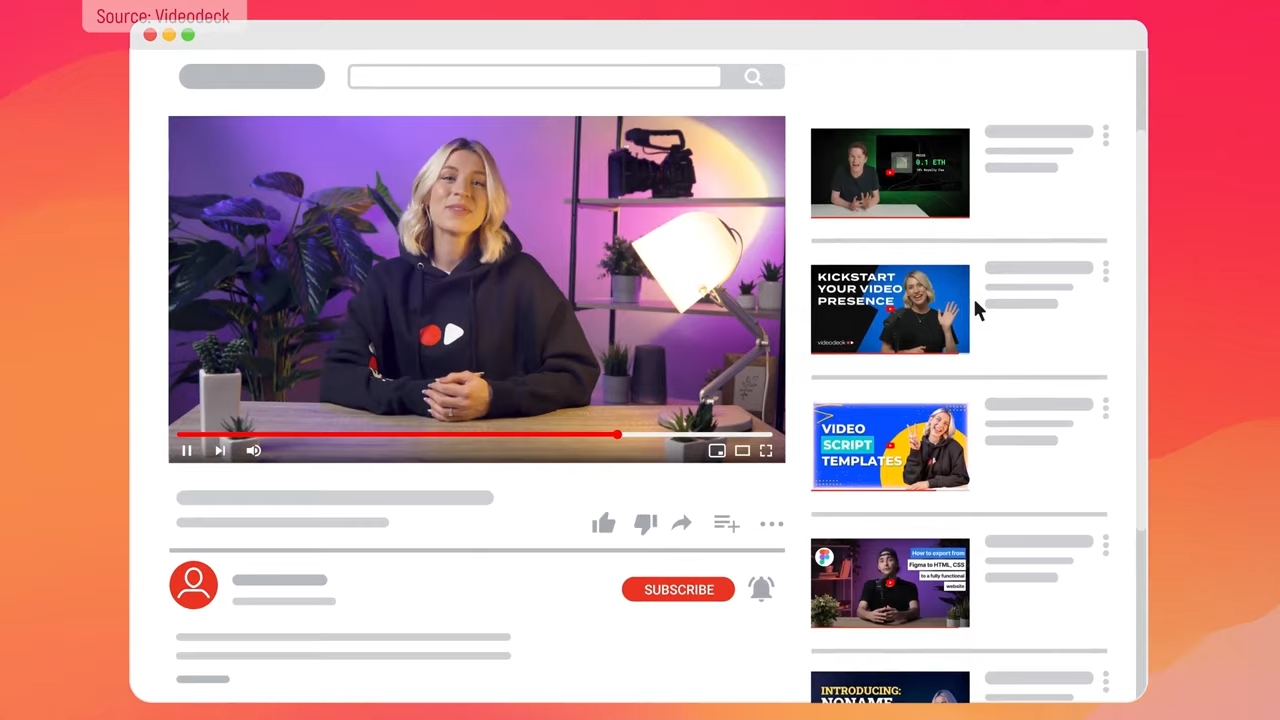 Source: Videodeck
0.1 ETH
KICKSTART
YOUR VIDEO
PRESENCE
videodeck
VIDEO
SCRIPT
TEMPLATES
SUBSCRIBE
How to export from
Figma to HTML, CSS
to a fully functional
website
INTRODUCING:
NONAME